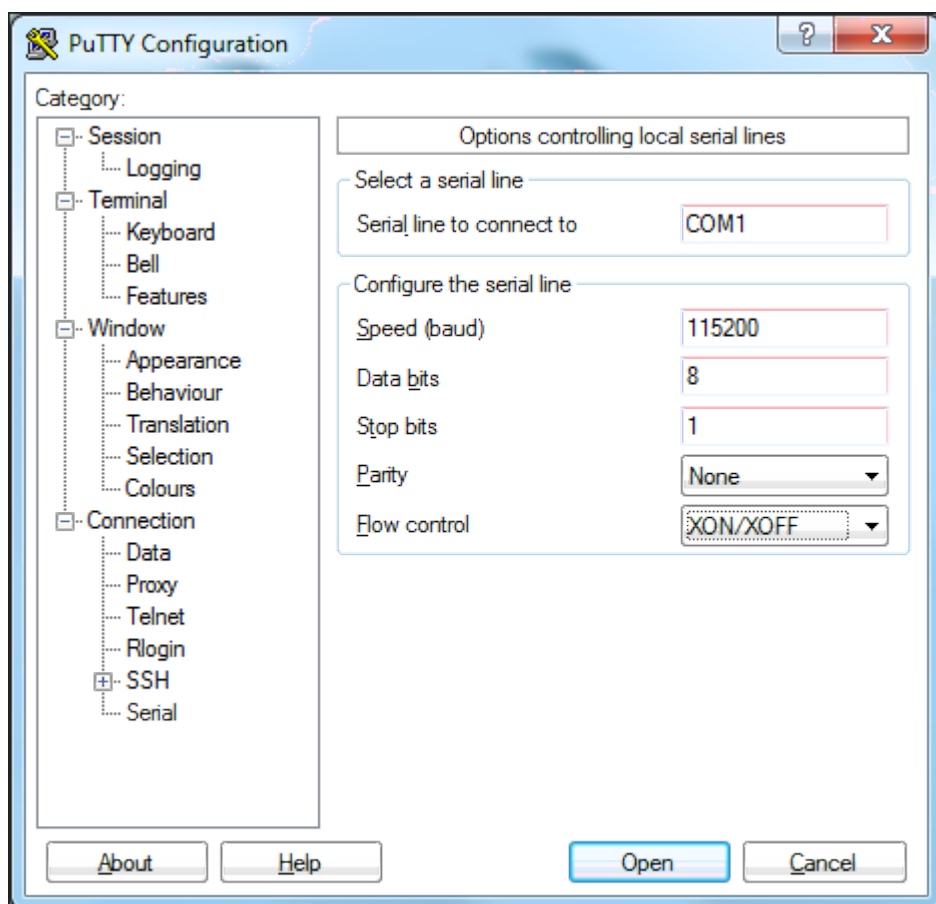 PuTTY Configuration
Category:
Session
Logging
Terminal
Keyboard
Bell
Features
Window
Appearance
Behaviour
Translation
Selection
Colours
Connection
Data
Proxy
Telnet
Rlogin
SSH
Serial
Options controlling local serial lines
Select a serial line
Serial line to connect to COM1
Configure the serial line
Speed (baud) 115200
Data bits 8
Stop bits 1
Parity None
Flow control XON/XOFF
About Help Open Cancel